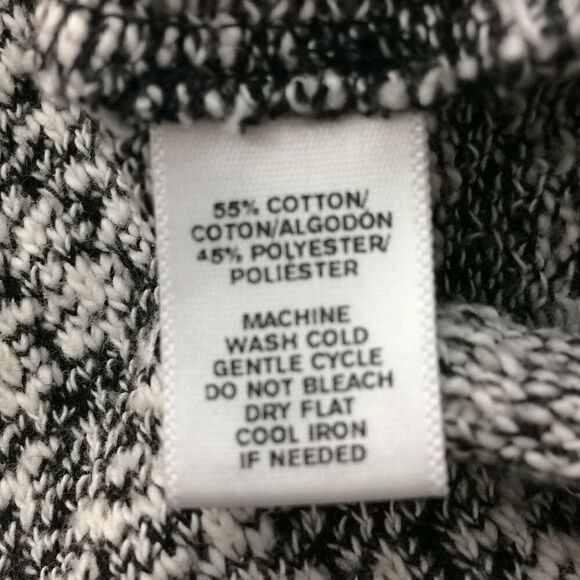 55% COTTON/
COTON/ALGODÓN
45% POLYESTER/
POLIESTER
MACHINE
WASH COLD
GENTLE CYCLE
DO NOT BLEACH
DRY FLAT
COOL IRON
IF NEEDED